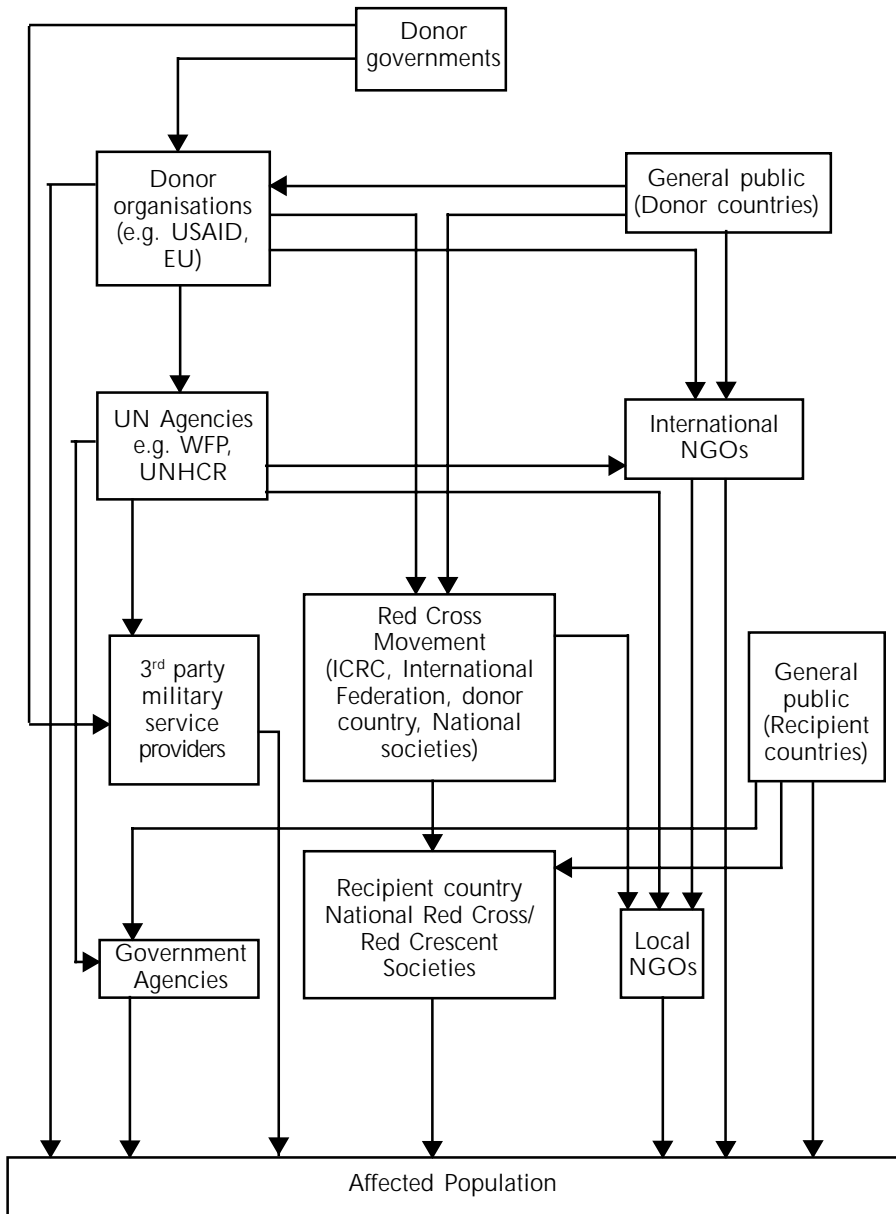 Donor
governments
Donor
organisations
(e.g. USAID,
EU)
General public
(Donor countries)
UN Agencies
e.g. WFP,
UNHCR
International
NGOs
3rd party
military
service
providers
Red Cross
Movement
(ICRC, International
Federation, donor
country, National
societies)
General
public
(Recipient
countries)
Recipient country
National Red Cross/
Red Crescent
Societies
Government
Agencies
Local
NGOs
Affected Population